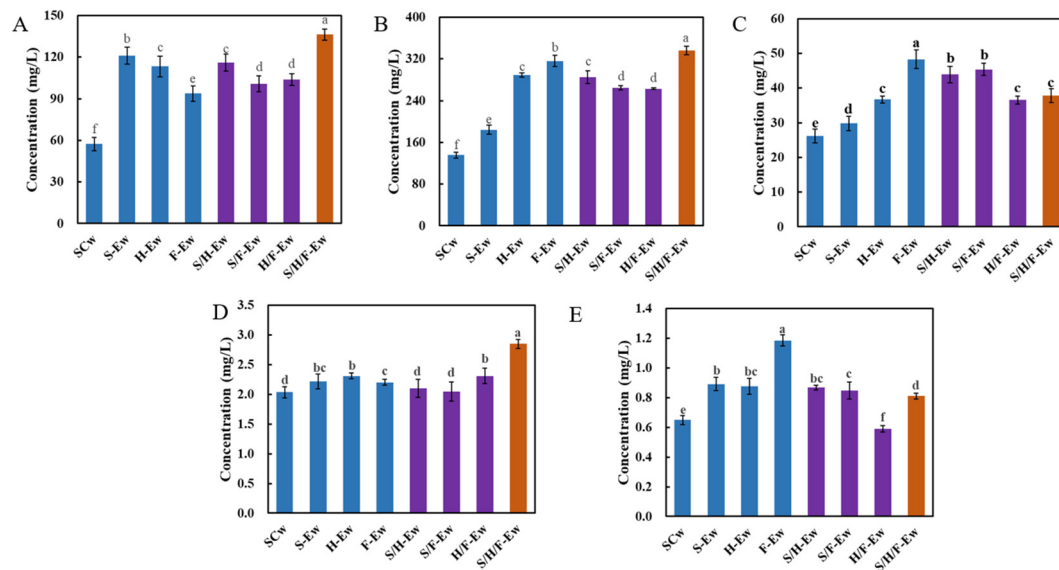 A
Concentration (mg/L)
150
120
90
60
30
0
f
b
c
e
c
d
d
a
SCw
S-Ew
H-Ew
F-Ew
S/H-Ew
S/F-Ew
H/F-Ew
S/H/F-Ew
B
Concentration (mg/L)
400
320
240
160
80
0
f
e
c
b
c
d
d
a
SCw
S-Ew
H-Ew
F-Ew
S/H-Ew
S/F-Ew
H/F-Ew
S/H/F-Ew
C
Concentration (mg/L)
60
50
40
30
20
10
0
e
d
c
a
b
b
c
c
SCw
S-Ew
H-Ew
F-Ew
S/H-Ew
S/F-Ew
H/F-Ew
S/H/F-Ew
D
Concentration (mg/L)
3.5
3.0
2.5
2.0
1.5
1.0
0.5
0.0
d
bc
b
c
d
d
b
a
SCw
S-Ew
H-Ew
F-Ew
S/H-Ew
S/F-Ew
H/F-Ew
S/H/F-Ew
E
Concentration (mg/L)
1.4
1.2
1.0
0.8
0.6
0.4
0.2
0.0
e
b
bc
a
bc
c
f
d
SCw
S-Ew
H-Ew
F-Ew
S/H-Ew
S/F-Ew
H/F-Ew
S/H/F-Ew